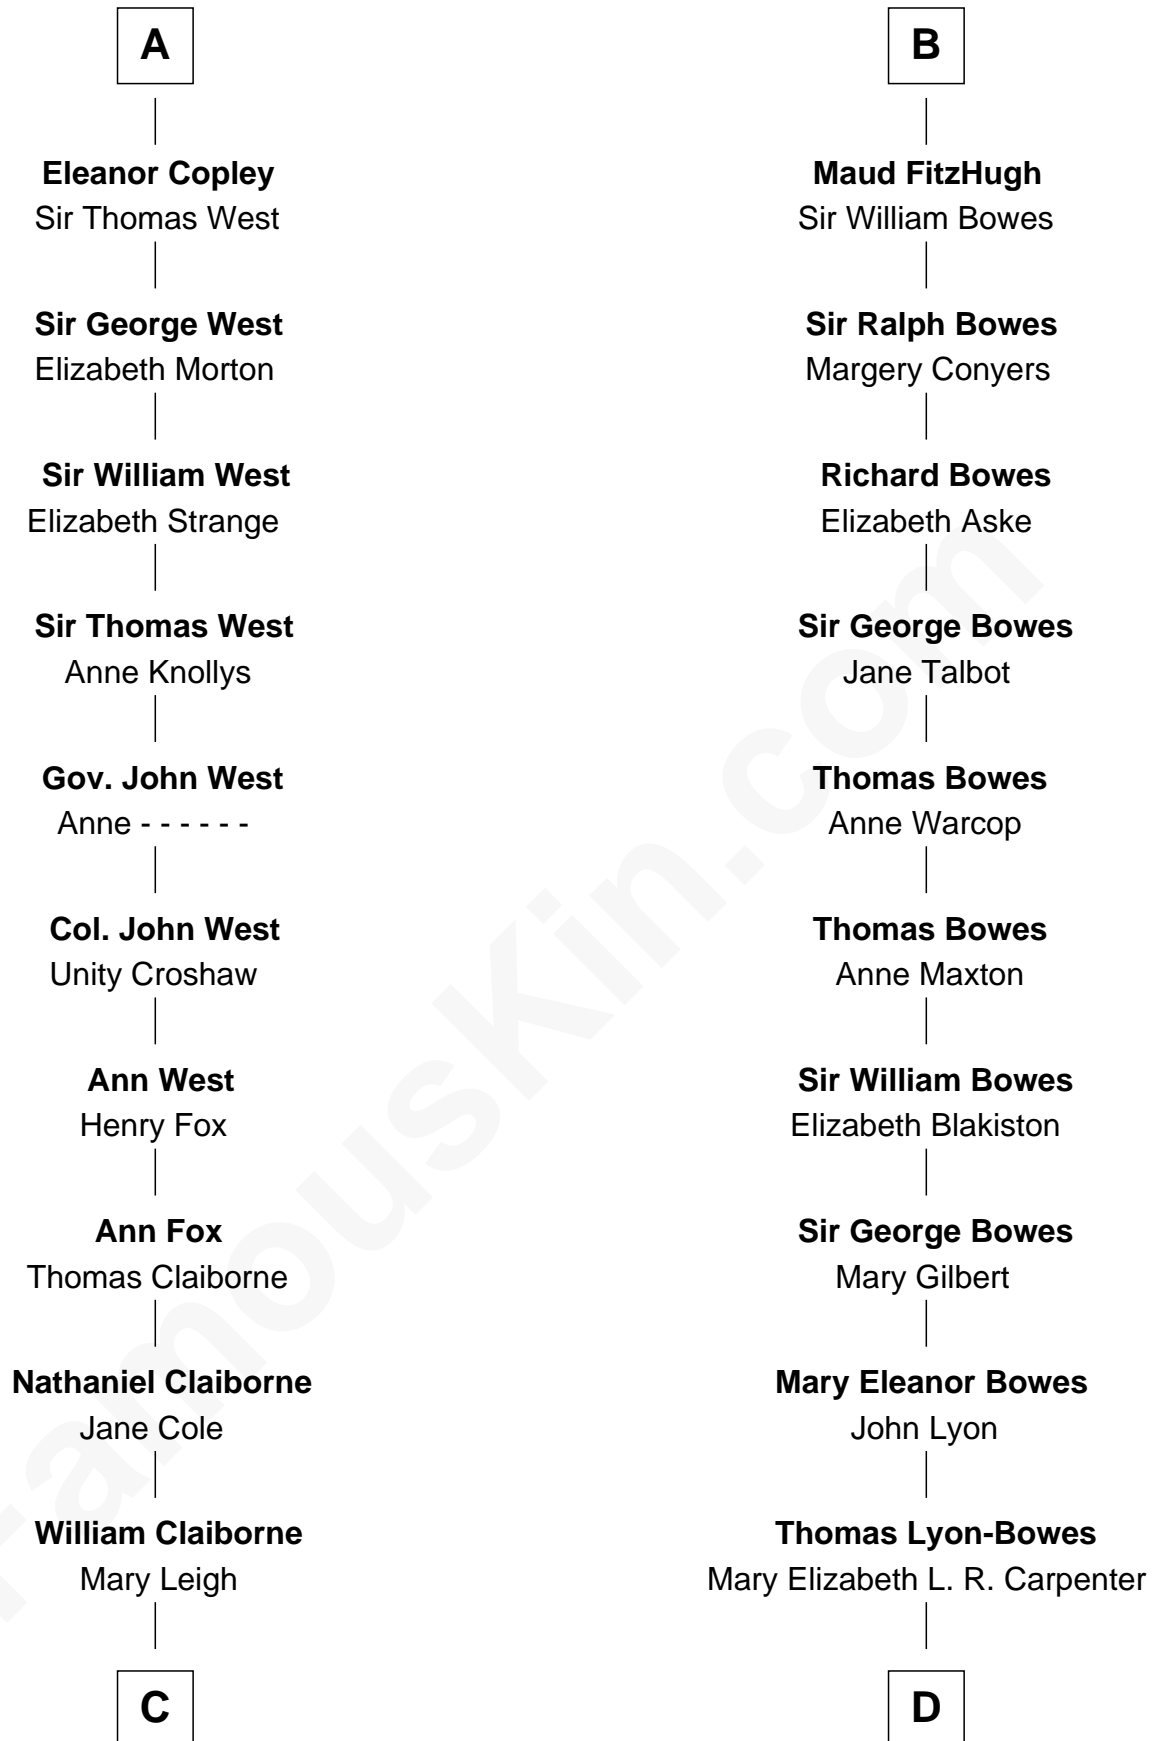 A
Eleanor Copley
Sir Thomas West
Sir George West
Elizabeth Morton
Sir William West
Elizabeth Strange
Sir Thomas West
Anne Knollys
Gov. John West
Anne - - - - - -
Col. John West
Unity Croshaw
Ann West
Henry Fox
Ann Fox
Thomas Claiborne
Nathaniel Claiborne
Jane Cole
William Claiborne
Mary Leigh
C
B
Maud FitzHugh
Sir William Bowes
Sir Ralph Bowes
Margery Conyers
Richard Bowes
Elizabeth Aske
Sir George Bowes
Jane Talbot
Thomas Bowes
Anne Warcop
Thomas Bowes
Anne Maxton
Sir William Bowes
Elizabeth Blakiston
Sir George Bowes
Mary Gilbert
Mary Eleanor Bowes
John Lyon
Thomas Lyon-Bowes
Mary Elizabeth L. R. Carpenter
D
FamousKin.com